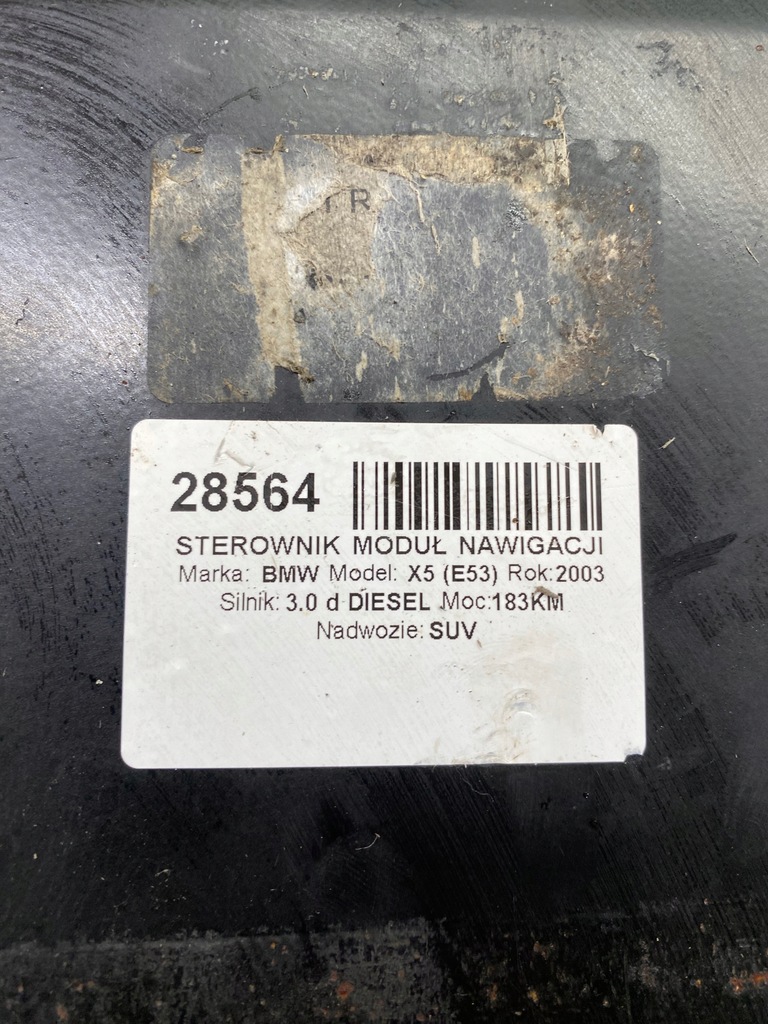 28564
STEROWNIK MODUŁ NAWIGACJI
Marka: BMW Model: X5 (E53) Rok:2003
Silnik: 3.0 d DIESEL Moc:183KM
Nadwozie: SUV